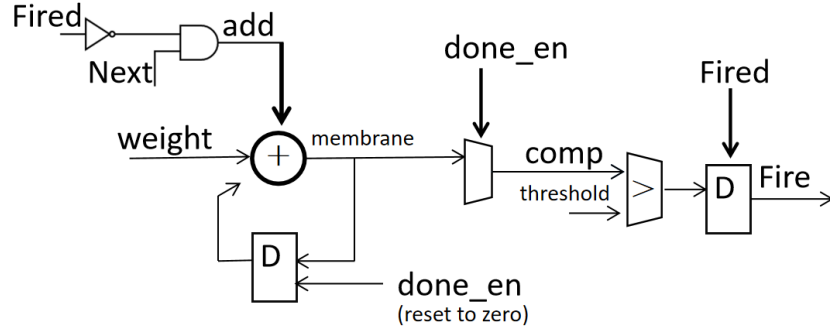 Fired
add
Next
done_en
Fired
weight
+
membrane
comp
threshold
>
D
Fire
D
done_en
(reset to zero)